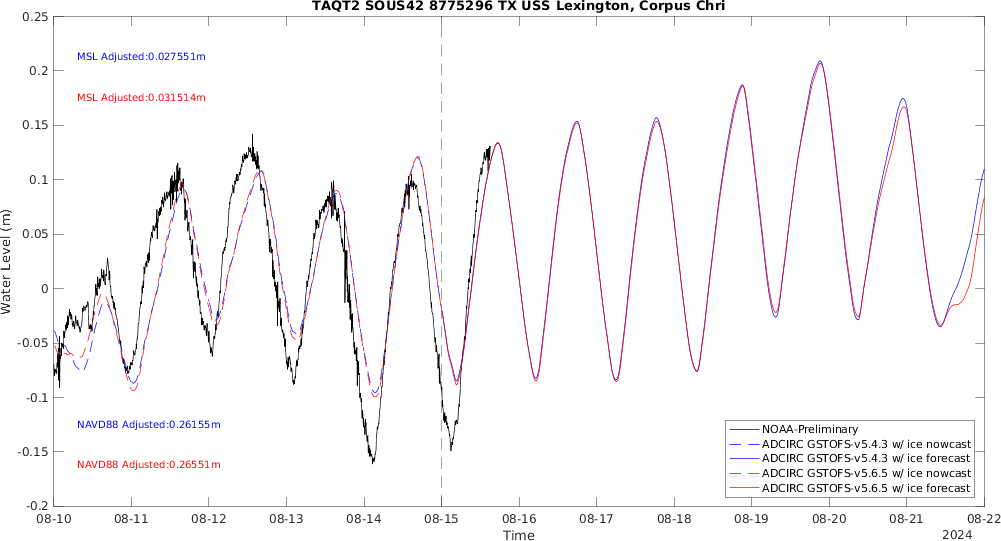 TAQT2 SOUS42 8775296 TX USS Lexington, Corpus Chri
0.25
0.2
0.15
0.1
0.05
0
-0.05
-0.1
-0.15
-0.2
Water Level (m)
MSL Adjusted:0.027551m
MSL Adjusted:0.031514m
NAVD88 Adjusted:0.26155m
NAVD88 Adjusted:0.26551m
NOAA-Preliminary
ADCIRC GSTOFS-v5.4.3 w/ ice nowcast
ADCIRC GSTOFS-v5.4.3 w/ ice forecast
ADCIRC GSTOFS-v5.6.5 w/ ice nowcast
ADCIRC GSTOFS-v5.6.5 w/ ice forecast
08-10 08-11 08-12 08-13 08-14 08-15 08-16 08-17 08-18 08-19 08-20 08-21 08-22
Time
2024